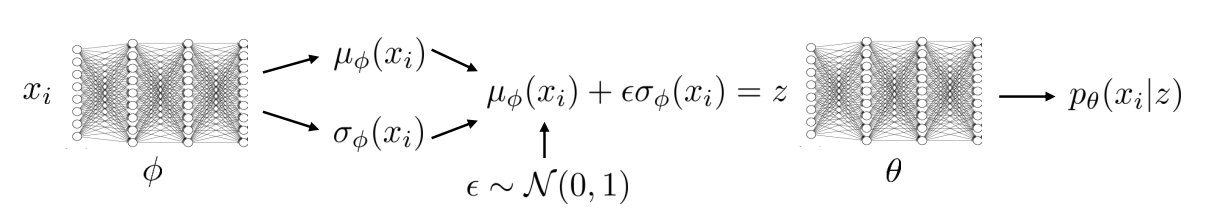 x_i
ϕ
μ_ϕ(x_i)
σ_ϕ(x_i)
μ_ϕ(x_i) + ϵσ_ϕ(x_i) = z
ϵ ∼ 𝒩(0, 1)
θ
p_θ(x_i|z)